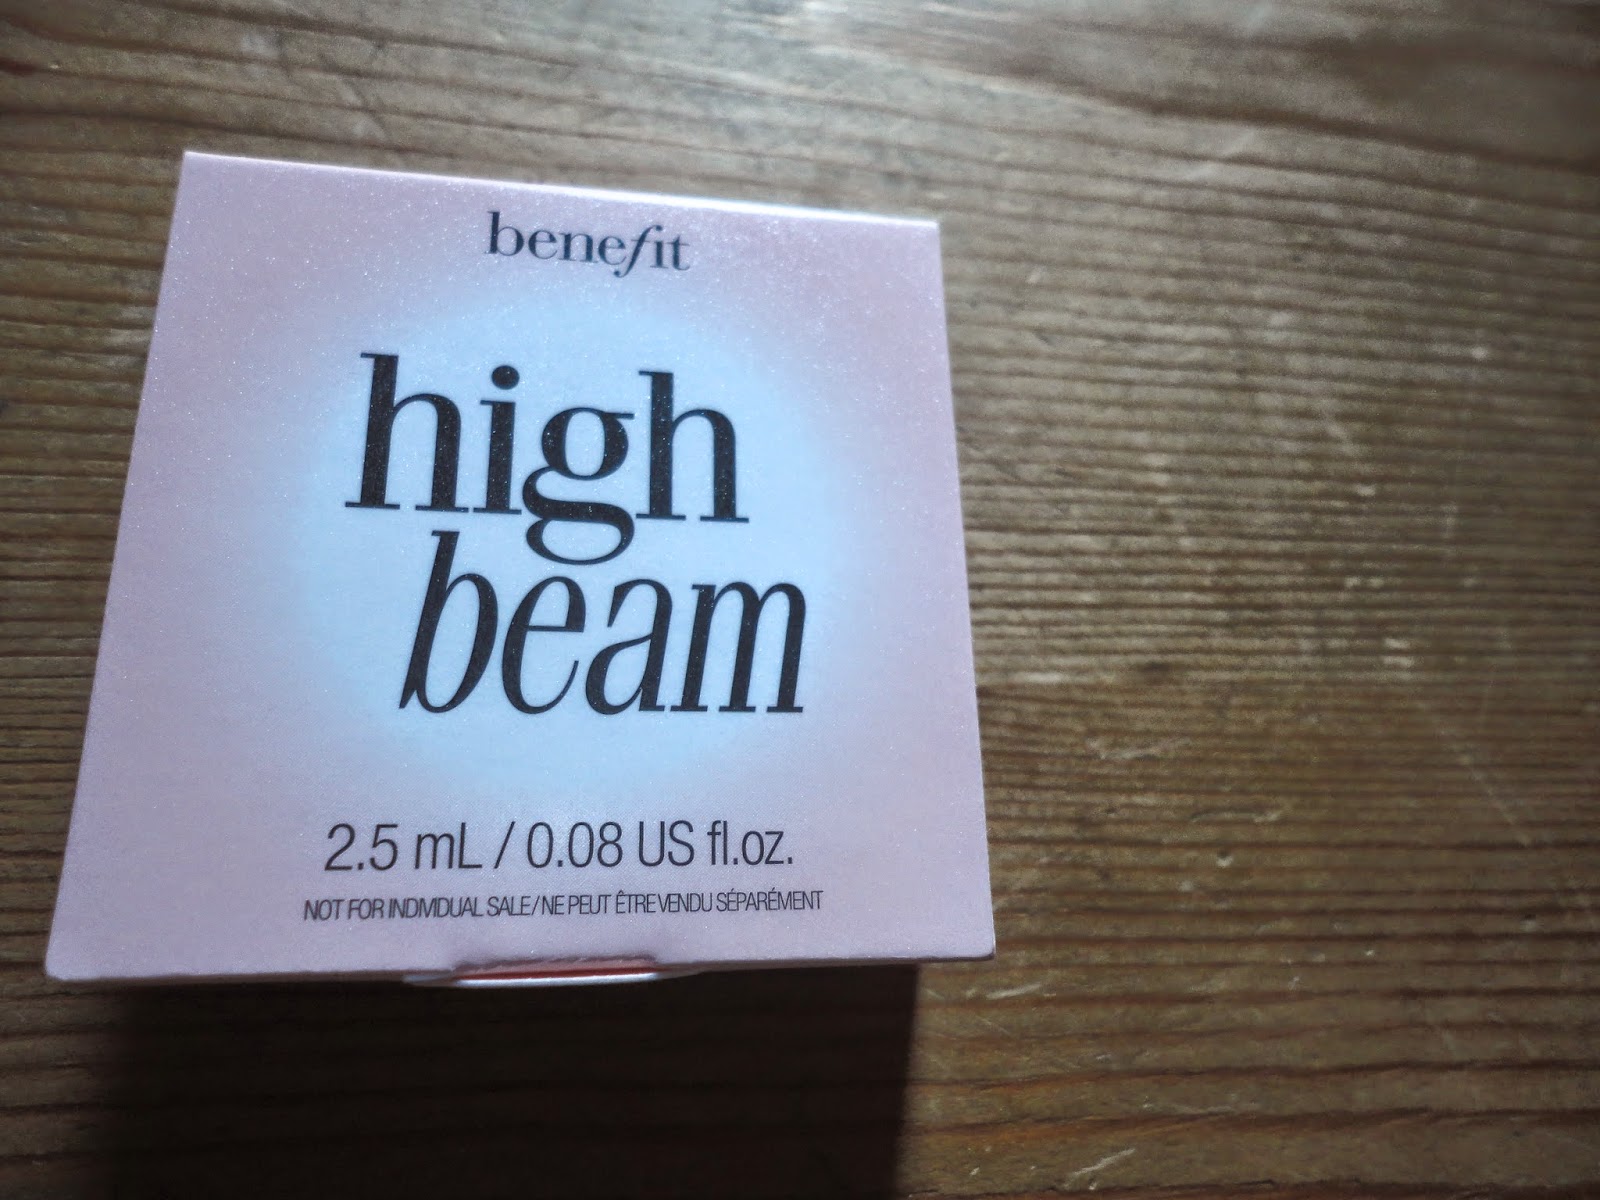 benefit
high
beam
2.5 mL / 0.08 US fl.oz.
NOT FOR INDIVIDUAL SALE/NE PEUT ÊTRE VENDU SÉPARÉMENT